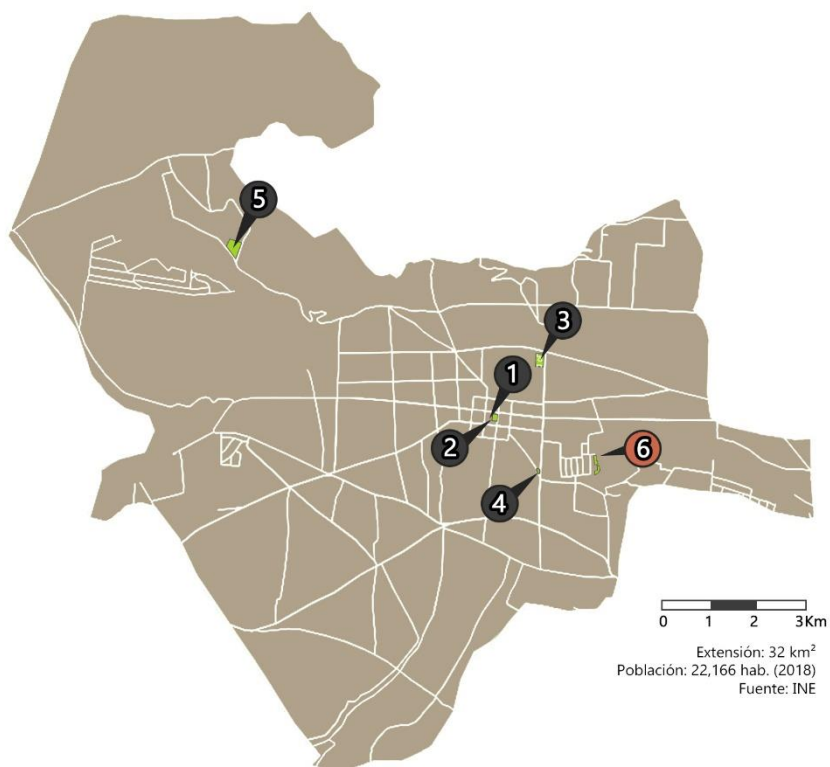 5
3
1
2
6
4
0 1 2 3Km
Extensión: 32 km²
Población: 22,166 hab. (2018)
Fuente: INE